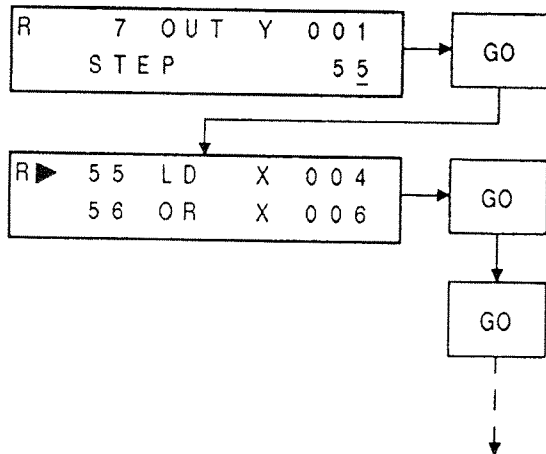 R 7 OUT Y 001
STEP 55
GO
R▶ 55 LD X 004
56 OR X 006
GO
GO